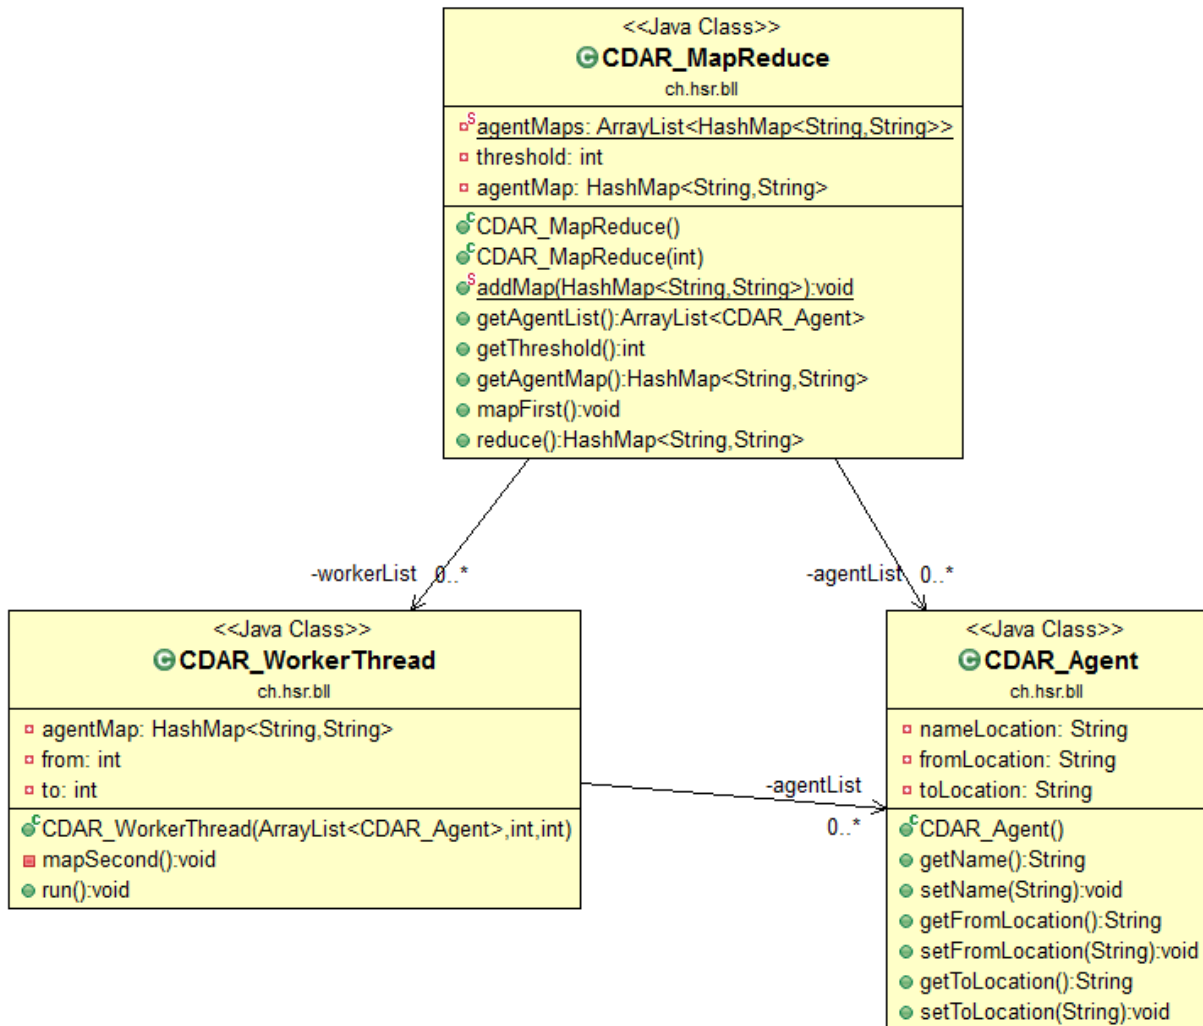 <<Java Class>>
CDAR_MapReduce
ch.hsr.bll
agentMaps: ArrayList<HashMap<String,String>>
threshold: int
agentMap: HashMap<String,String>
CDAR_MapReduce()
CDAR_MapReduce(int)
addMap(HashMap<String,String>):void
getAgentList():ArrayList<CDAR_Agent>
getThreshold():int
getAgentMap():HashMap<String,String>
mapFirst():void
reduce():HashMap<String,String>
-workerList 0..*
-agentList 0..*
<<Java Class>>
CDAR_WorkerThread
ch.hsr.bll
agentMap: HashMap<String,String>
from: int
to: int
CDAR_WorkerThread(ArrayList<CDAR_Agent>,int,int)
mapSecond():void
run():void
-agentList
0..*
<<Java Class>>
CDAR_Agent
ch.hsr.bll
nameLocation: String
fromLocation: String
toLocation: String
CDAR_Agent()
getName():String
setName(String):void
getFromLocation():String
setFromLocation(String):void
getToLocation():String
setToLocation(String):void